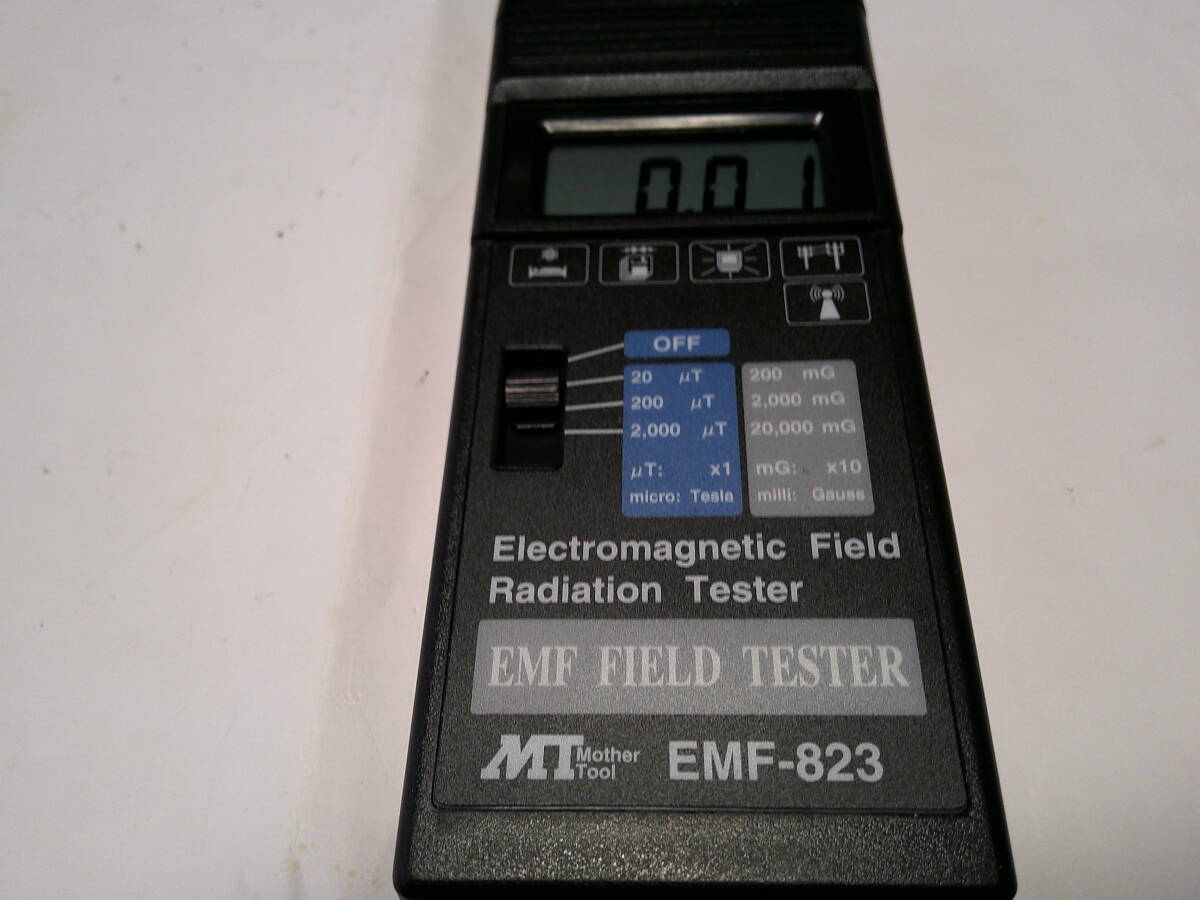 0.01
OFF
20 μT 200 mG
200 μT 2,000 mG
2,000 μT 20,000 mG
μT: x1 mG: x10
micro: Tesla milli: Gauss
Electromagnetic Field
Radiation Tester
EMF FIELD TESTER
MT Mother Tool EMF-823